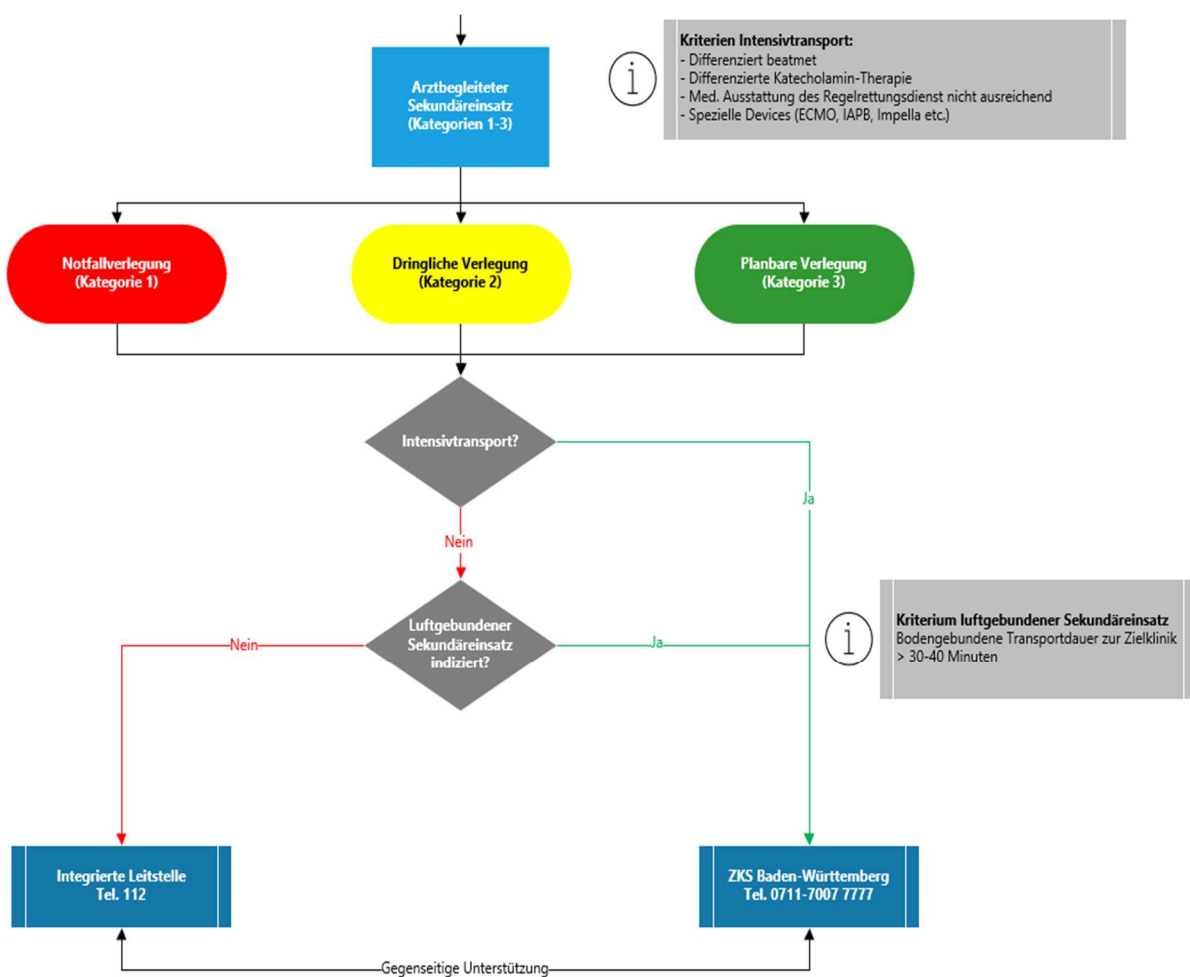 Kriterien Intensivtransport:
- Differenziert beatmet
- Differenzierte Katecholamin-Therapie
- Med. Ausstattung des Regelrettungsdienst nicht ausreichend
- Spezielle Devices (ECMO, IAPB, Impella etc.)
Arztbegleiteter
Sekundäreinsatz
(Kategorien 1-3)
Notfallverlegung
(Kategorie 1)
Dringliche Verlegung
(Kategorie 2)
Planbare Verlegung
(Kategorie 3)
Intensivtransport?
Ja
Nein
Luftgebundener
Sekundäreinsatz
indiziert?
Nein
Ja
Kriterium luftgebundener Sekundäreinsatz
Bodengebundene Transportdauer zur Zielklinik
> 30-40 Minuten
Integrierte Leitstelle
Tel. 112
ZKS Baden-Württemberg
Tel. 0711-7007 7777
Gegenseitige Unterstützung